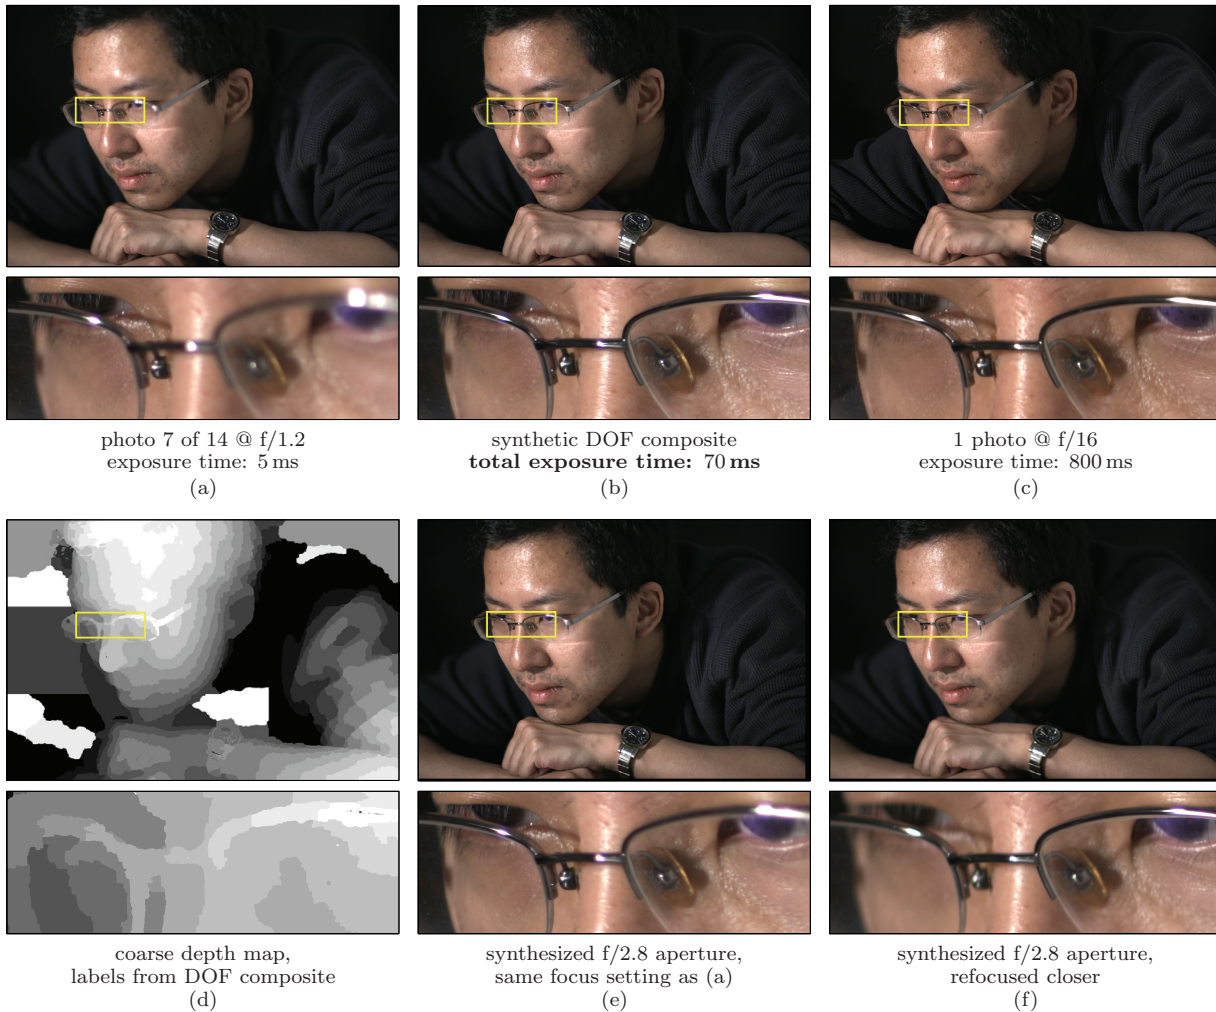 photo 7 of 14 @ f/1.2
exposure time: 5 ms
(a)
synthetic DOF composite
total exposure time: 70 ms
(b)
1 photo @ f/16
exposure time: 800 ms
(c)
coarse depth map,
labels from DOF composite
(d)
synthesized f/2.8 aperture,
same focus setting as (a)
(e)
synthesized f/2.8 aperture,
refocused closer
(f)